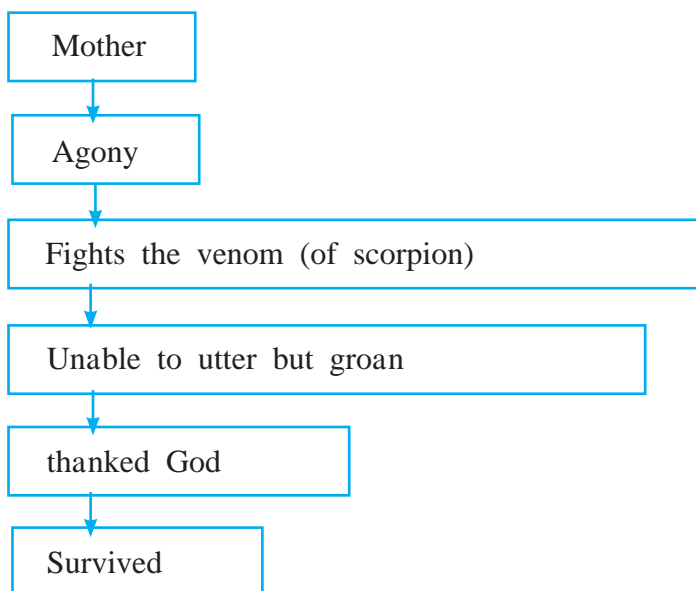 Mother
Agony
Fights the venom (of scorpion)
Unable to utter but groan
thanked God
Survived